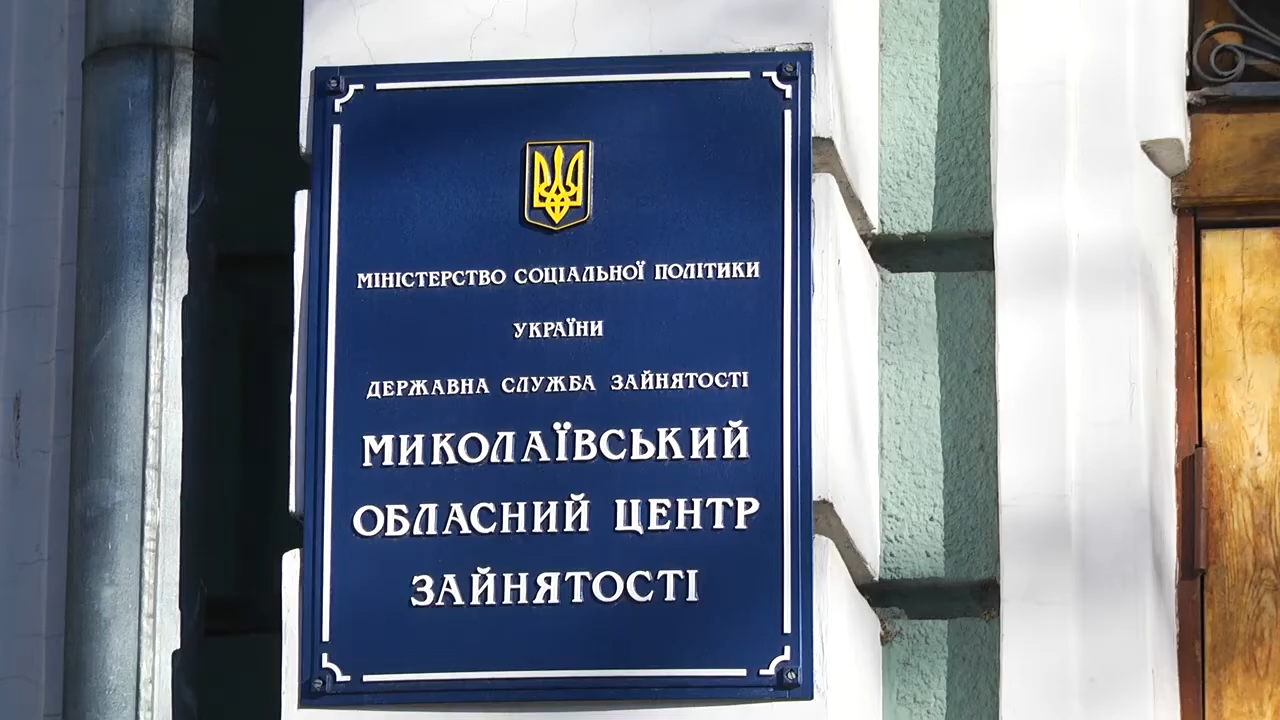 МІНІСТЕРСТВО СОЦІАЛЬНОЇ ПОЛІТИКИ
УКРАЇНИ
ДЕРЖАВНА СЛУЖБА ЗАЙНЯТОСТІ
МИКОЛАЇВСЬКИЙ
ОБЛАСНИЙ ЦЕНТР
ЗАЙНЯТОСТІ